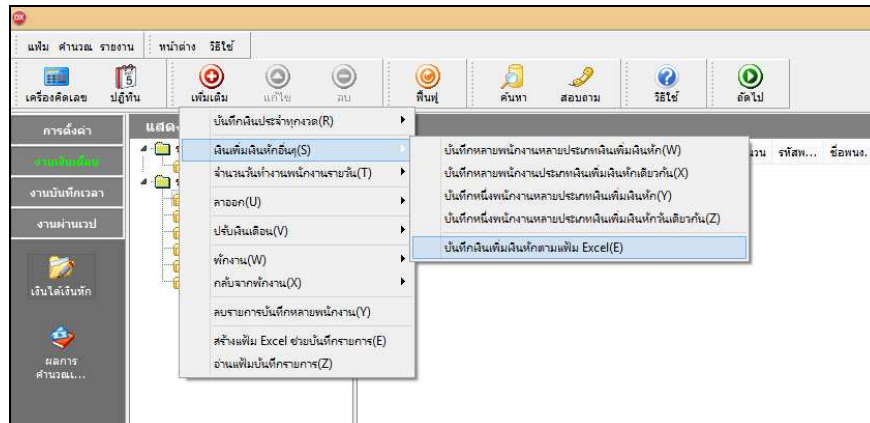 แฟ้ม คำนวณ รายงาน หน้าต่าง วิธีใช้
5
เครื่องคิดเลข ปฏิทิน เพิ่มเติม แก้ไข ลบ ฟื้นฟู ค้นหา สอบถาม วิธีใช้ ถัดไป
การตั้งค่า
งานเงินเดือน
งานบันทึกเวลา
งานผ่านเวป
เงินได้เงินหัก
ผลการ
คำนวณเ...
บันทึกเงินประจำทุกงวด(R)
เงินเพิ่มเงินหักอื่นๆ(S)
จำนวนวันทำงานพนักงานรายวัน(T)
ลาออก(U)
ปรับเงินเดือน(V)
พักงาน(W)
กลับจากพักงาน(X)
ลบรายการบันทึกหลายพนักงาน(Y)
สร้างแฟ้ม Excel ช่วยบันทึกรายการ(E)
อ่านแฟ้มบันทึกรายการ(Z)
บันทึกหลายพนักงานหลายประเภทเงินเพิ่มเงินหัก(W)
บันทึกหลายพนักงานประเภทเงินเพิ่มเงินหักเดียวกัน(X)
บันทึกหนึ่งพนักงานหลายประเภทเงินเพิ่มเงินหัก(Y)
บันทึกหนึ่งพนักงานหลายประเภทเงินเพิ่มเงินหักวันเดียวกัน(Z)
บันทึกเงินเพิ่มเงินหักตามแฟ้ม Excel(E)
รหัสพ... ชื่อพนง.